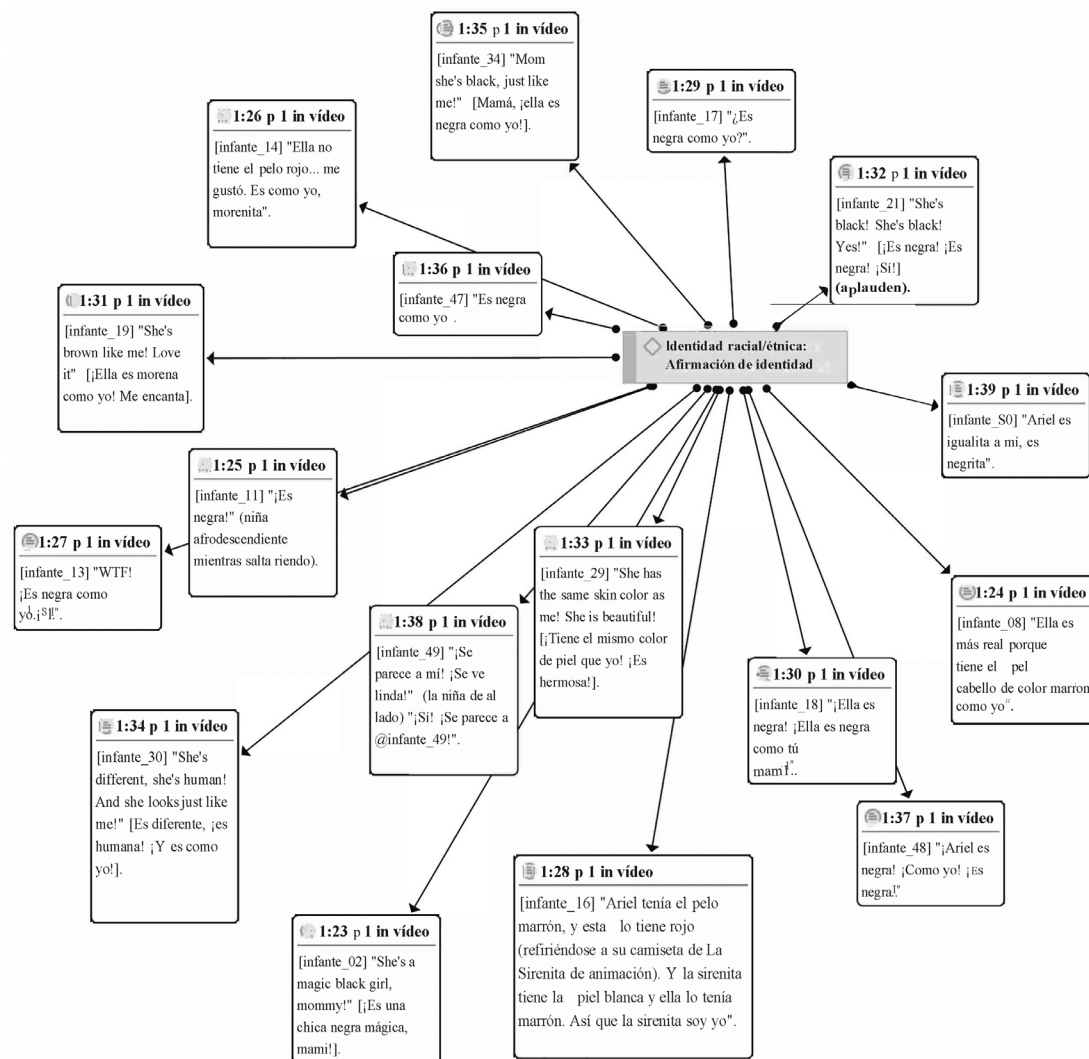 1:35 p 1 in vídeo
[infante_34] "Mom
she's black, just like
me!" [Mamá, ¡ella es
negra como yo!].
1:29 p 1 in vídeo
[infante_17] "¿Es
negra como yo?".
1:26 p 1 in vídeo
[infante_14] "Ella no
tiene el pelo rojo... me
gustó. Es como yo,
morenita".
1:32 p 1 in vídeo
[infante_21] "She's
black! She's black!
Yes!" [¡Es negra! ¡Es
negra! ¡Sí!]
(aplauden).
1:36 p 1 in vídeo
[infante_47] "Es negra
como yo .
1:31 p 1 in vídeo
[infante_19] "She's
brown like me! Love
it" [¡Ella es morena
como yo! Me encanta].
Identidad racial/étnica:
Afirmación de identidad
1:39 p 1 in vídeo
[infante_S0] "Ariel es
igualita a mí, es
negrita".
1:25 p 1 in vídeo
[infante_11] "¡Es
negra!" (niña
afrodescendiente
mientras salta riendo).
1:27 p 1 in vídeo
[infante_13] "WTF!
¡Es negra como
1:33 p 1 in vídeo
[infante_29] "She has
the same skin color as
me! She is beautiful!
[¡Tiene el mismo color
de piel que yo! ¡Es
hermosa!].
1:24 p 1 in vídeo
[infante_08] "Ella es
más real porque
tiene el pel
cabello de color marron
como yo".
1:38 p 1 in vídeo
[infante_49] "¡Se
parece a mí! ¡Se ve
linda!" (la niña de al
lado) "¡Sí! ¡Se parece a
@infante_49!".
1:30 p 1 in vídeo
[infante_18] "¡Ella es
negra! ¡Ella es negra
como tú
1:34 p 1 in vídeo
[infante_30] "She's
different, she's human!
And she looks just like
me!" [Es diferente, ¡es
humana! ¡Y es como
yo!].
1:37 p 1 in vídeo
[infante_48] "¡Ariel es
negra! ¡Como yo! ¡Es
negra!"
1:28 p 1 in vídeo
[infante_16] "Ariel tenía el pelo
marrón, y esta lo tiene rojo
(refiriéndose a su camiseta de La
Sirenita de animación). Y la sirenita
tiene la piel blanca y ella lo tenía
marrón. Así que la sirenita soy yo".
1:23 p 1 in vídeo
[infante_02] "She's a
magic black girl,
mommy!" [¡Es una
chica negra mágica,
mami!].